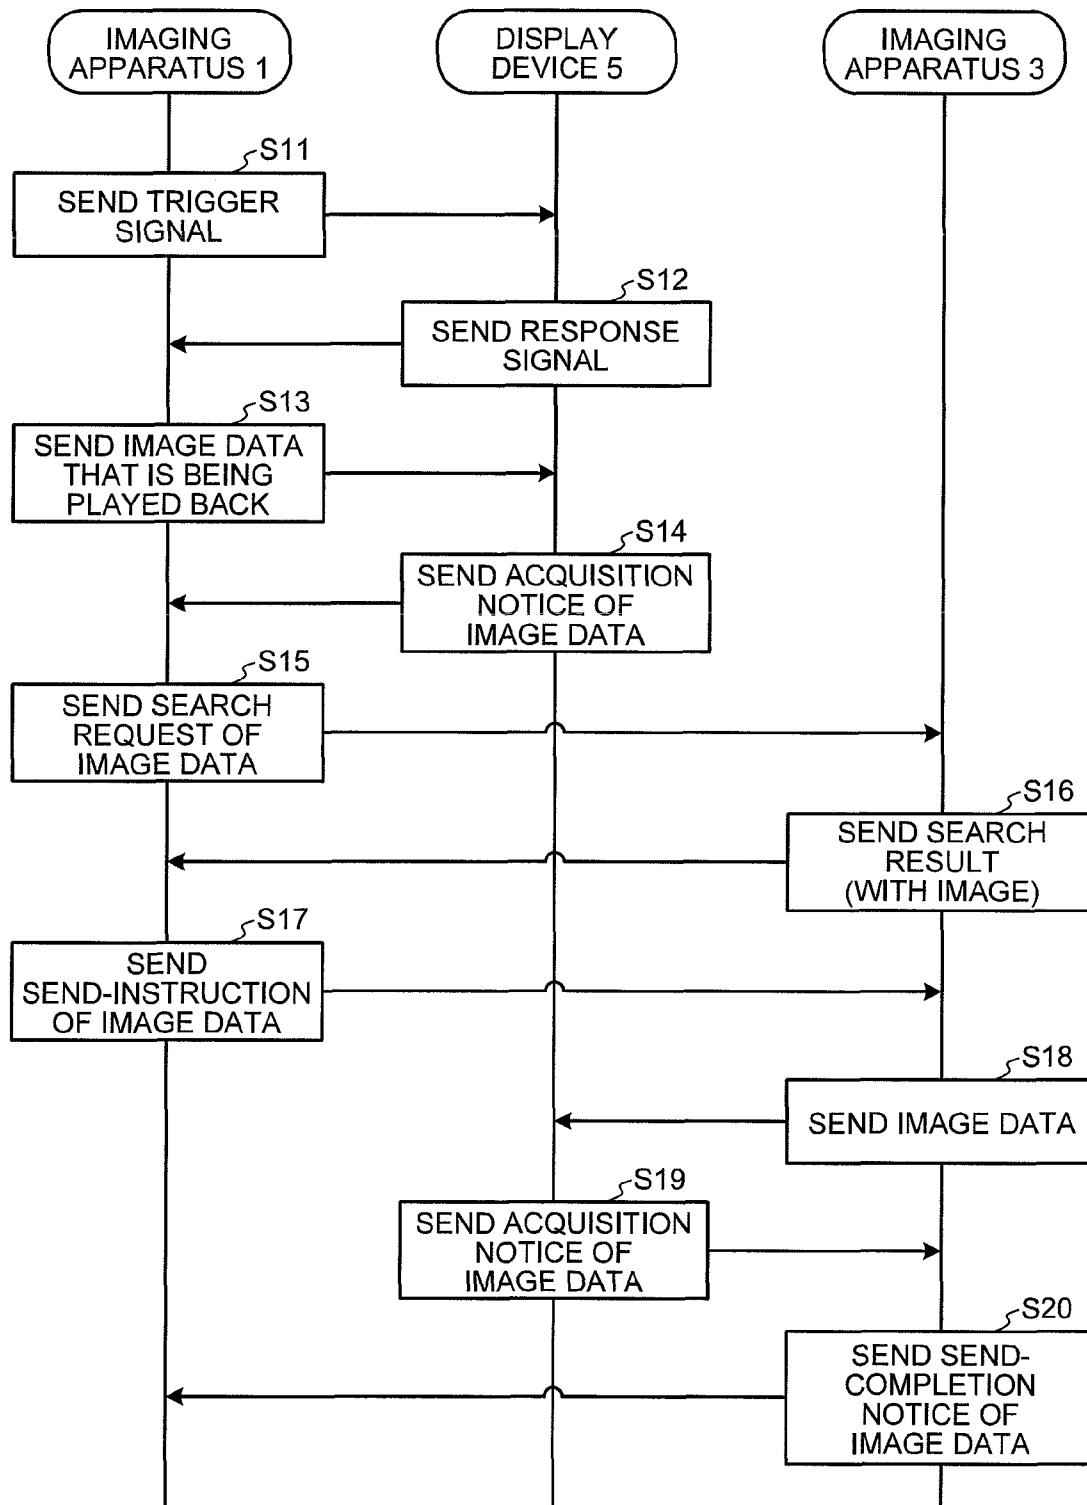 IMAGING
APPARATUS 1
DISPLAY
DEVICE 5
IMAGING
APPARATUS 3
S11
SEND TRIGGER
SIGNAL
S12
SEND RESPONSE
SIGNAL
S13
SEND IMAGE DATA
THAT IS BEING
PLAYED BACK
S14
SEND ACQUISITION
NOTICE OF
IMAGE DATA
S15
SEND SEARCH
REQUEST OF
IMAGE DATA
S16
SEND SEARCH
RESULT
(WITH IMAGE)
S17
SEND
SEND-INSTRUCTION
OF IMAGE DATA
S18
SEND IMAGE DATA
S19
SEND ACQUISITION
NOTICE OF
IMAGE DATA
S20
SEND SEND-
COMPLETION
NOTICE OF
IMAGE DATA